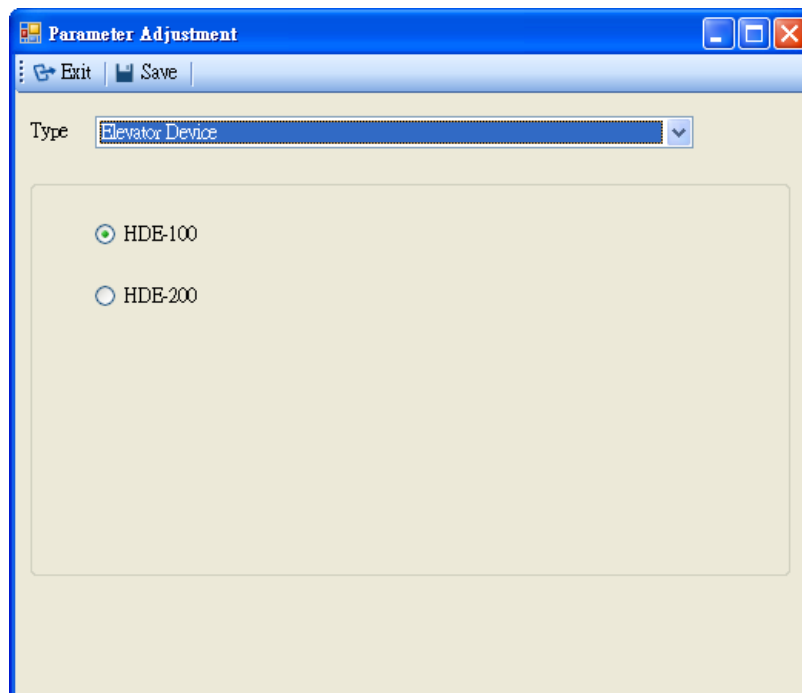 Parameter Adjustment
Exit Save
Type Elevator Device
HDE-100
HDE-200